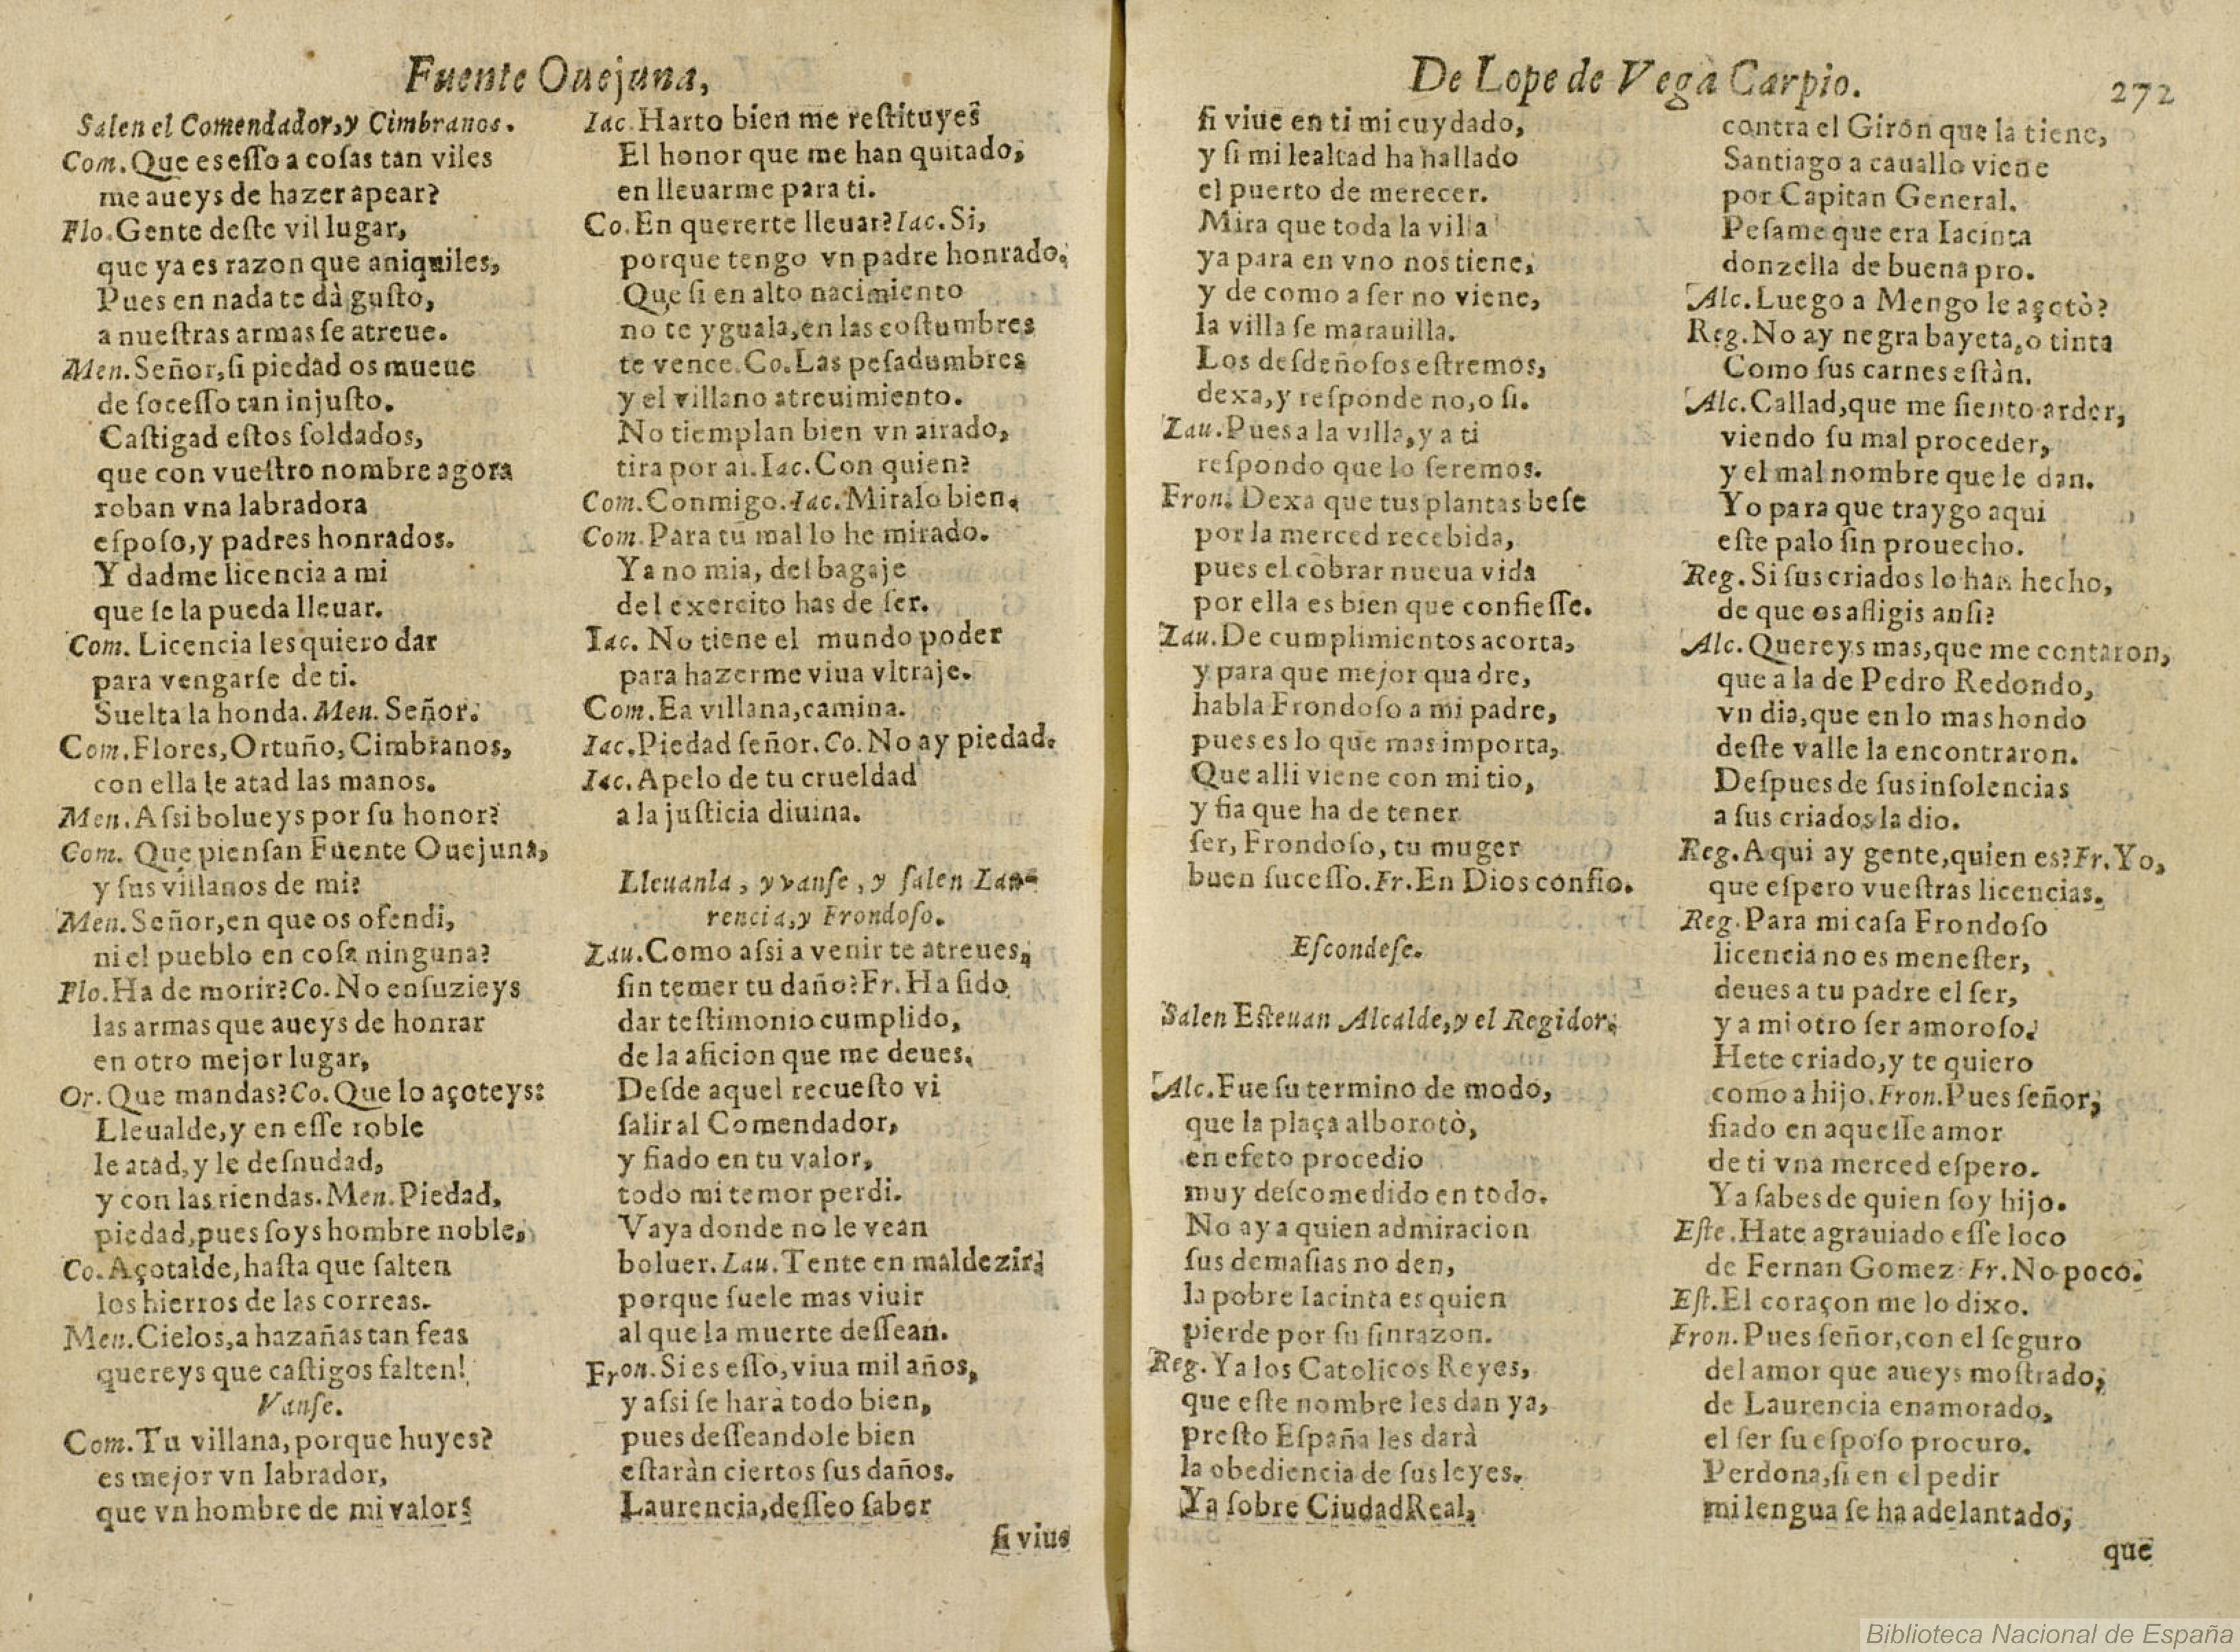 Fuente Ouejuna,
Salen el Comendador,y Cimbranos.
Com.Que es eſſo a coſas tan viles
me aueys de hazer apear?
Flo.Gente deſte vil lugar,
que ya es razon que aniquiles,
Pues en nada te dà guſto,
a nueſtras armas ſe atreue.
Men.Señor,ſi piedad os mueue
de ſoceſſo tan injuſto.
Caſtigad eſtos ſoldados,
que con vueſtro nombre agora
roban vna labradora
eſpoſo,y padres honrados.
Y dadme licencia a mi
que ſe la pueda lleuar.
Com. Licencia les quiero dar
para vengarſe de ti.
Suelta la honda.Men. Señor.
Com.Flores,Ortuño,Cimbranos,
con ella le atad las manos.
Men.Aſsi bolueys por ſu honor?
Com. Que pienſan Fuente Ouejuna,
y ſus villanos de mi?
Men.Señor,en que os ofendi,
ni el pueblo en coſa ninguna?
Flo.Ha de morir?Co.No enſuzieys
las armas que aueys de honrar
en otro mejor lugar,
Or.Que mandas?Co.Que lo açoteys:
Lleualde,y en eſſe roble
le atad,y le deſnudad,
y con las riendas.Men.Piedad,
piedad,pues ſoys hombre noble,
Co.Açotalde,haſta que ſalten
los hierros de las correas.
Men.Cielos,a hazañas tan feas
quereys que caſtigos falten!
Vanſe.
Com.Tu villana,porque huyes?
es mejor vn labrador,
que vn hombre de mi valor?
Iac.Harto bien me reſtituyes
El honor que me han quitado,
en lleuarme para ti.
Co.En quererte lleuar?Iac.Si,
porque tengo vn padre honrado.
Que ſi en alto nacimiento
no te yguala,en las coſtumbres
te vence.Co.Las peſadumbres
y el villano atreuimiento.
No tiemplan bien vn airado,
tira por ai.Iac.Con quien?
Com.Conmigo.Iac.Miralo bien.
Com.Para tu mal lo he mirado.
Ya no mia, del bagaje
del exercito has de ſer.
Iac. No tiene el mundo poder
para hazerme viua vltraje.
Com.Ea villana,camina.
Iac.Piedad ſeñor.Co.No ay piedad.
Iac.Apelo de tu crueldad
a la juſticia diuina.
Lleuanla, y vanſe, y ſalen Lau-
rencia,y Frondoſo.
Lau.Como aſsi a venir te atreues,
ſin temer tu daño?Fr.Ha ſido
dar teſtimonio cumplido,
de la aficion que me deues.
Deſde aquel recueſto vi
ſalir al Comendador,
y fiado en tu valor,
todo mi temor perdi.
Vaya donde no le vean
boluer.Lau.Tente en maldezir,
porque ſuele mas viuir
al que la muerte deſſean.
Fron.Si es eſſo,viua mil años,
y aſsi ſe harà todo bien,
pues deſſeandole bien
eſtaràn ciertos ſus daños.
Laurencia,deſſeo ſaber
ſi viue
De Lope de Vega Carpio. 272
ſi viue en ti mi cuydado,
y ſi mi lealtad ha hallado
el puerto de merecer.
Mira que toda la villa
ya para en vno nos tiene,
y de como a ſer no viene,
la villa ſe marauilla.
Los deſdeñoſos eſtremos,
dexa,y reſponde no,o ſi.
Lau.Pues a la villa,y a ti
reſpondo que lo ſeremos.
Fron. Dexa que tus plantas beſe
por la merced recebida,
pues el cobrar nueua vida
por ella es bien que confieſſe.
Lau.De cumplimientos acorta,
y para que mejor quadre,
habla Frondoſo a mi padre,
pues es lo que mas importa,
Que alli viene con mi tio,
y fia que ha de tener
ſer, Frondoſo, tu muger
buen ſuceſſo.Fr.En Dios confio.
Eſcondeſe.
Salen Eſteuan Alcalde,y el Regidor.
Alc.Fue ſu termino de modo,
que la plaça alborotò,
en efeto procedio
muy deſcomedido en todo.
No ay a quien admiracion
ſus demaſias no den,
la pobre Iacinta es quien
pierde por ſu ſinrazon.
Reg.Ya los Catolicos Reyes,
que eſte nombre les dan ya,
preſto Eſpaña les darà
la obediencia de ſus leyes.
Ya ſobre Ciudad Real,
contra el Giron que la tiene,
Santiago a cauallo viene
por Capitan General.
Peſame que era Iacinta
donzella de buena pro.
Alc.Luego a Mengo le açotò?
Reg.No ay negra bayeta,o tinta
Como ſus carnes eſtàn.
Alc.Callad,que me ſiento arder,
viendo ſu mal proceder,
y el mal nombre que le dan.
Yo para que traygo aqui
eſte palo ſin prouecho.
Reg.Si ſus criados lo han hecho,
de que os afligis anſi?
Alc.Quereys mas,que me contaron,
que a la de Pedro Redondo,
vn dia,que en lo mas hondo
deſte valle la encontraron.
Deſpues de ſus inſolencias
a ſus criados la dio.
Reg.Aqui ay gente,quien es?Fr.Yo,
que eſpero vueſtras licencias.
Reg.Para mi caſa Frondoſo
licencia no es meneſter,
deues a tu padre el ſer,
y a mi otro ſer amoroſo.
Hete criado,y te quiero
como a hijo.Fron.Pues ſeñor,
fiado en aqueſſe amor
de ti vna merced eſpero.
Ya ſabes de quien ſoy hijo.
Eſte.Hate agrauiado eſſe loco
de Fernan Gomez? Fr.No poco.
Eſt.El coraçon me lo dixo.
Fron.Pues ſeñor,con el ſeguro
del amor que aueys moſtrado,
de Laurencia enamorado,
el ſer ſu eſpoſo procuro.
Perdona,ſi en el pedir
mi lengua ſe ha adelantado,
que
Biblioteca Nacional de España